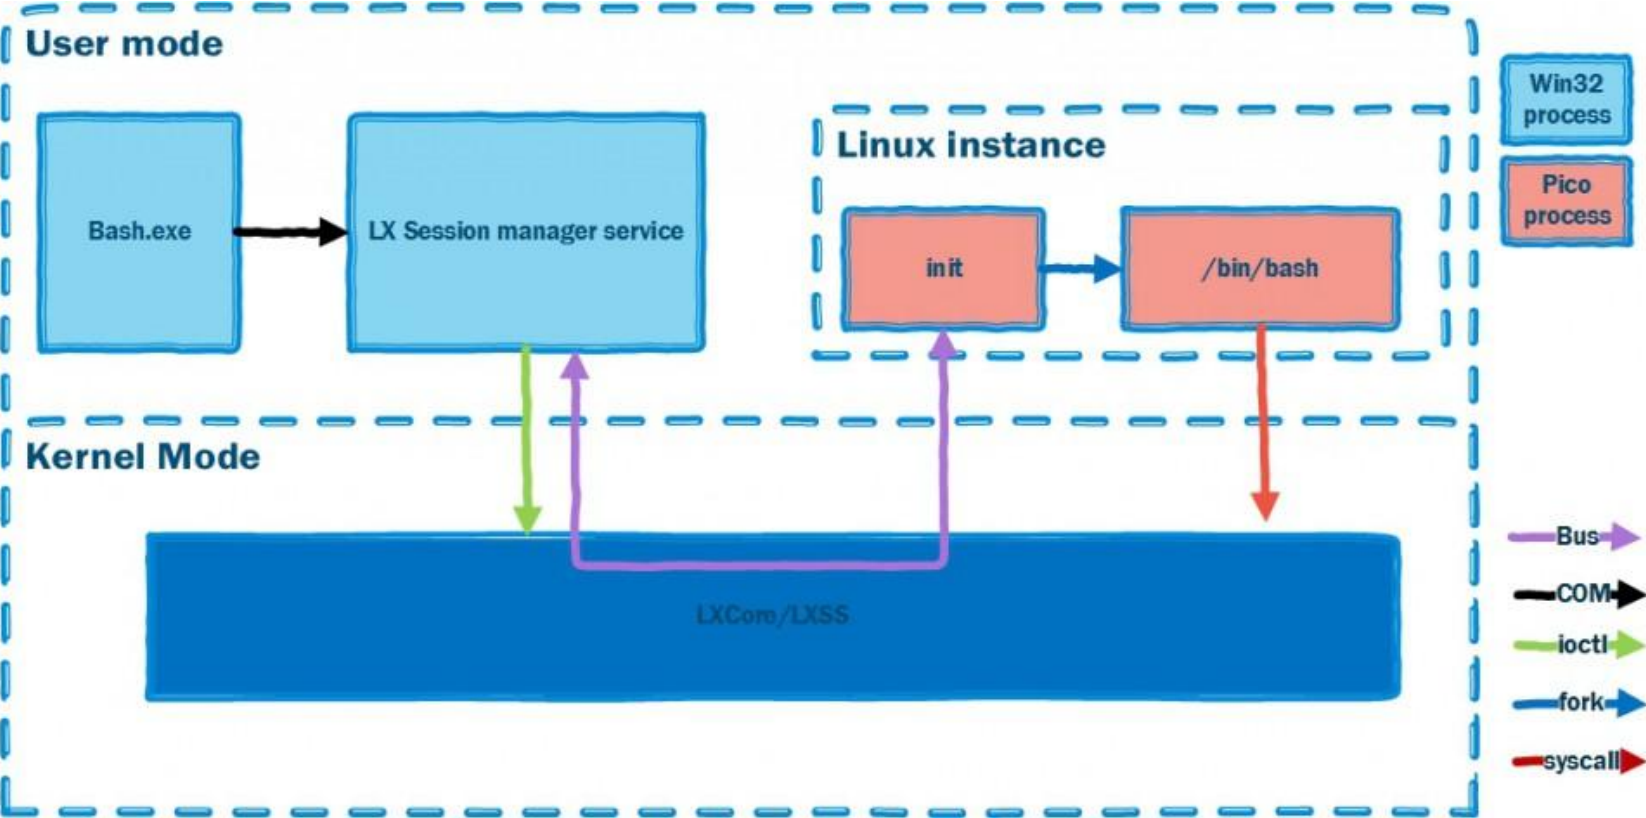 User mode
Bash.exe
LX Session manager service
Linux instance
init
/bin/bash
Win32
process
Pico
process
Kernel Mode
LXCore/LXSS
Bus
COM
ioctl
fork
syscall